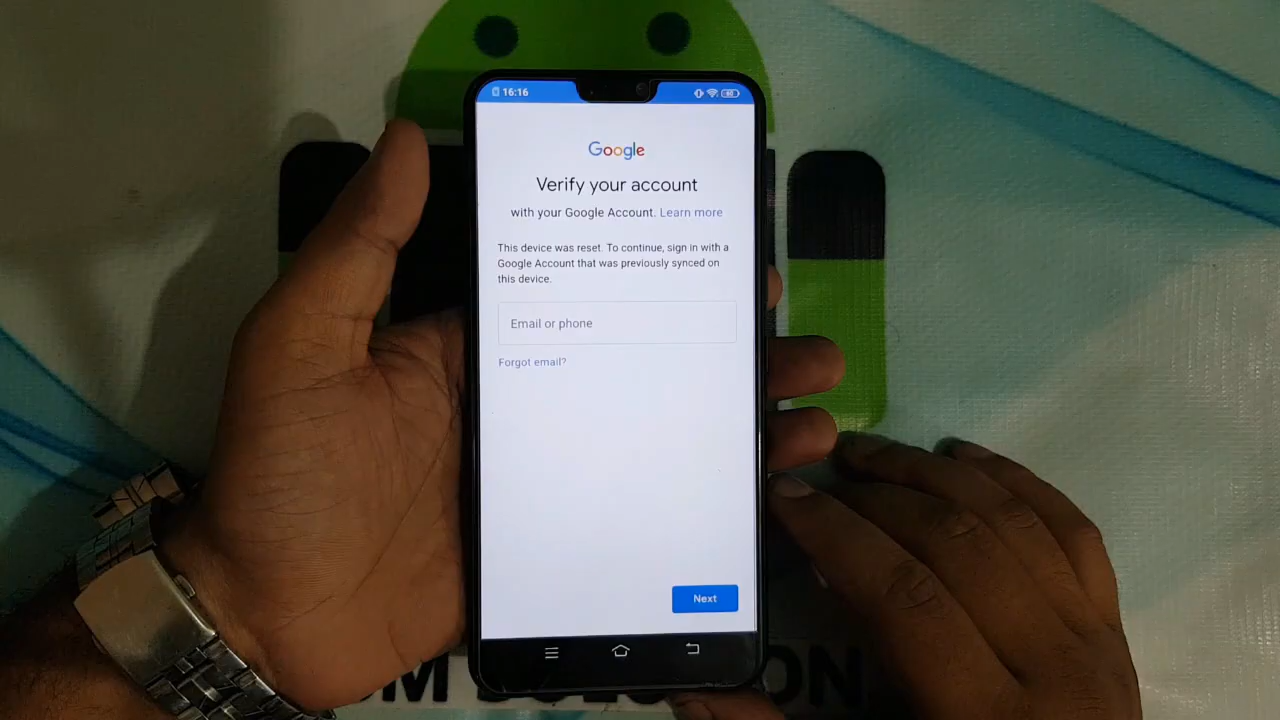 16:16
60
Google
Verify your account
with your Google Account. Learn more
This device was reset. To continue, sign in with a
Google Account that was previously synced on
this device.
Email or phone
Forgot email?
Next